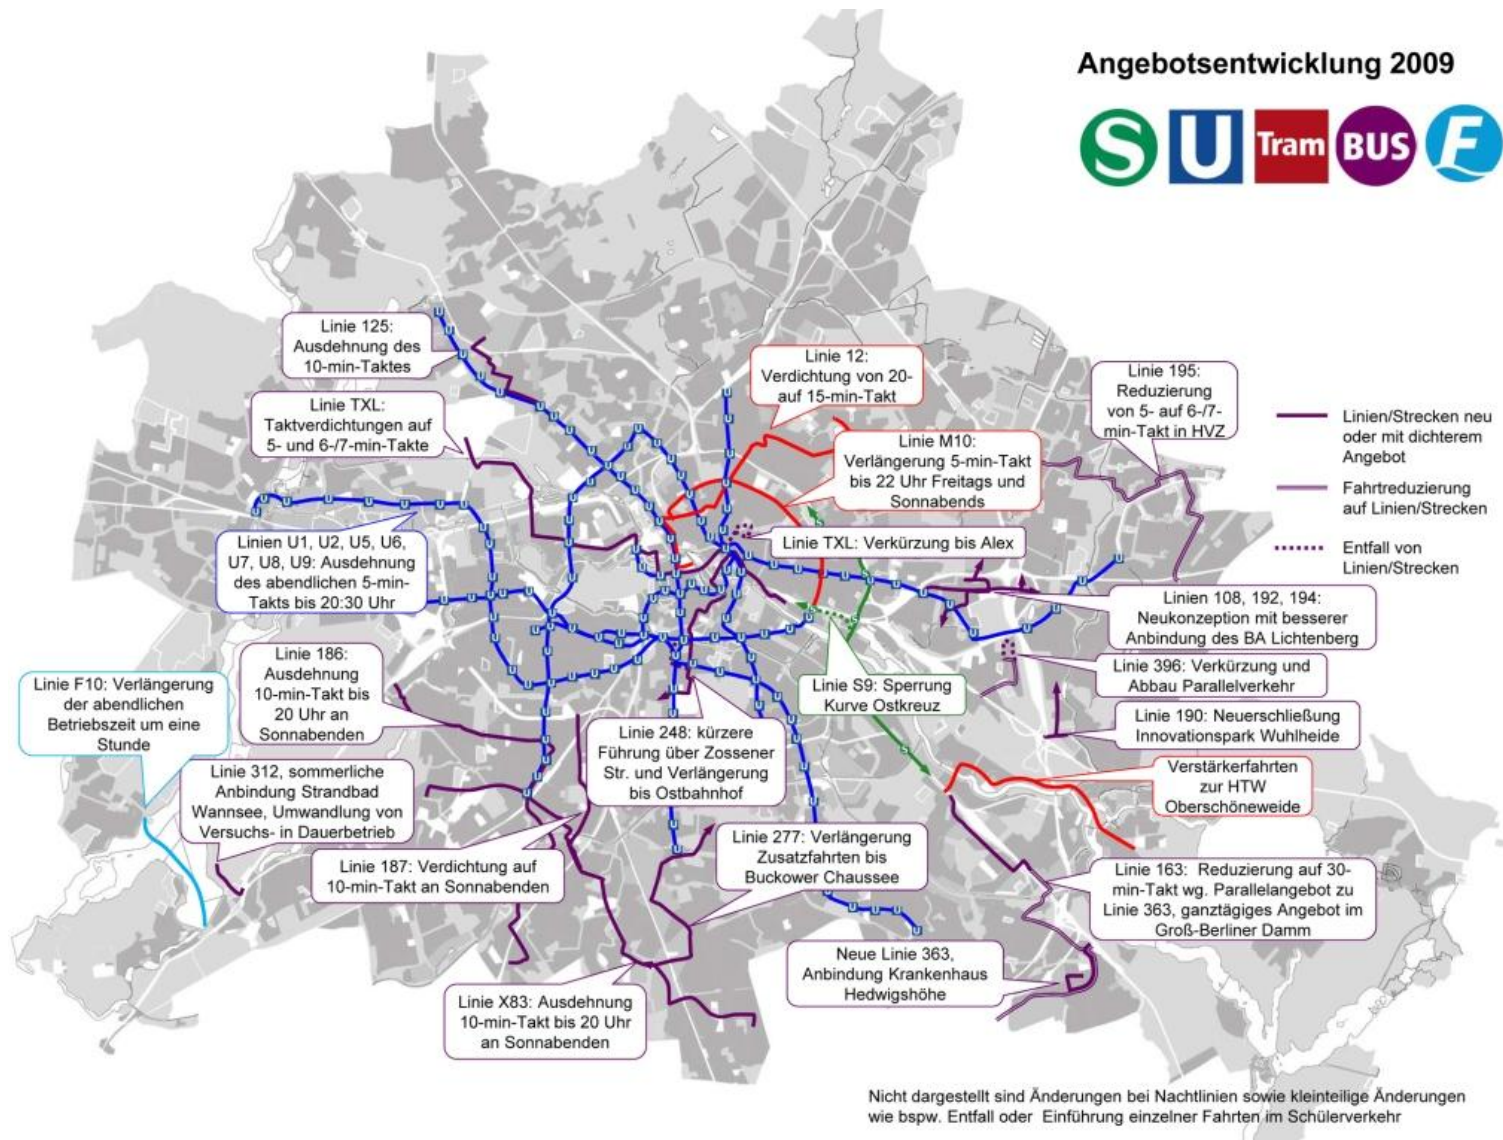 Angebotsentwicklung 2009
S
U
Tram
BUS
F
Linie 125:
Ausdehnung des
10-min-Taktes
Linie TXL:
Taktverdichtungen auf
5- und 6-/7-min-Takte
Linie 12:
Verdichtung von 20-
auf 15-min-Takt
Linie M10:
Verlängerung 5-min-Takt
bis 22 Uhr Freitags und
Sonnabends
Linie 195:
Reduzierung
von 5- auf 6-/7-
min-Takt in HVZ
Linien/Strecken neu
oder mit dichterem
Angebot
Fahrtreduzierung
auf Linien/Strecken
Entfall von
Linien/Strecken
Linien U1, U2, U5, U6,
U7, U8, U9: Ausdehnung
des abendlichen 5-min-
Takts bis 20:30 Uhr
Linie TXL: Verkürzung bis Alex
Linien 108, 192, 194:
Neukonzeption mit besserer
Anbindung des BA Lichtenberg
Linie 396: Verkürzung und
Abbau Parallelverkehr
Linie 190: Neuerschließung
Innovationspark Wuhlheide
Linie F10: Verlängerung
der abendlichen
Betriebszeit um eine
Stunde
Linie 186:
Ausdehnung
10-min-Takt bis
20 Uhr an
Sonnabenden
Linie S9: Sperrung
Kurve Ostkreuz
Linie 248: kürzere
Führung über Zossener
Str. und Verlängerung
bis Ostbahnhof
Verstärkerfahrten
zur HTW
Oberschöneweide
Linie 312, sommerliche
Anbindung Strandbad
Wannsee, Umwandlung von
Versuchs- in Dauerbetrieb
Linie 187: Verdichtung auf
10-min-Takt an Sonnabenden
Linie 277: Verlängerung
Zusatzfahrten bis
Buckower Chaussee
Linie 163: Reduzierung auf 30-
min-Takt wg. Parallelangebot zu
Linie 363, ganztägiges Angebot im
Groß-Berliner Damm
Neue Linie 363,
Anbindung Krankenhaus
Hedwigshöhe
Linie X83: Ausdehnung
10-min-Takt bis 20 Uhr
an Sonnabenden
Nicht dargestellt sind Änderungen bei Nachtlinien sowie kleinteilige Änderungen
wie bspw. Entfall oder Einführung einzelner Fahrten im Schülerverkehr